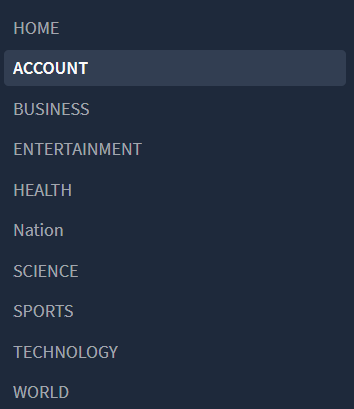 HOME
ACCOUNT
BUSINESS
ENTERTAINMENT
HEALTH
Nation
SCIENCE
SPORTS
TECHNOLOGY
WORLD